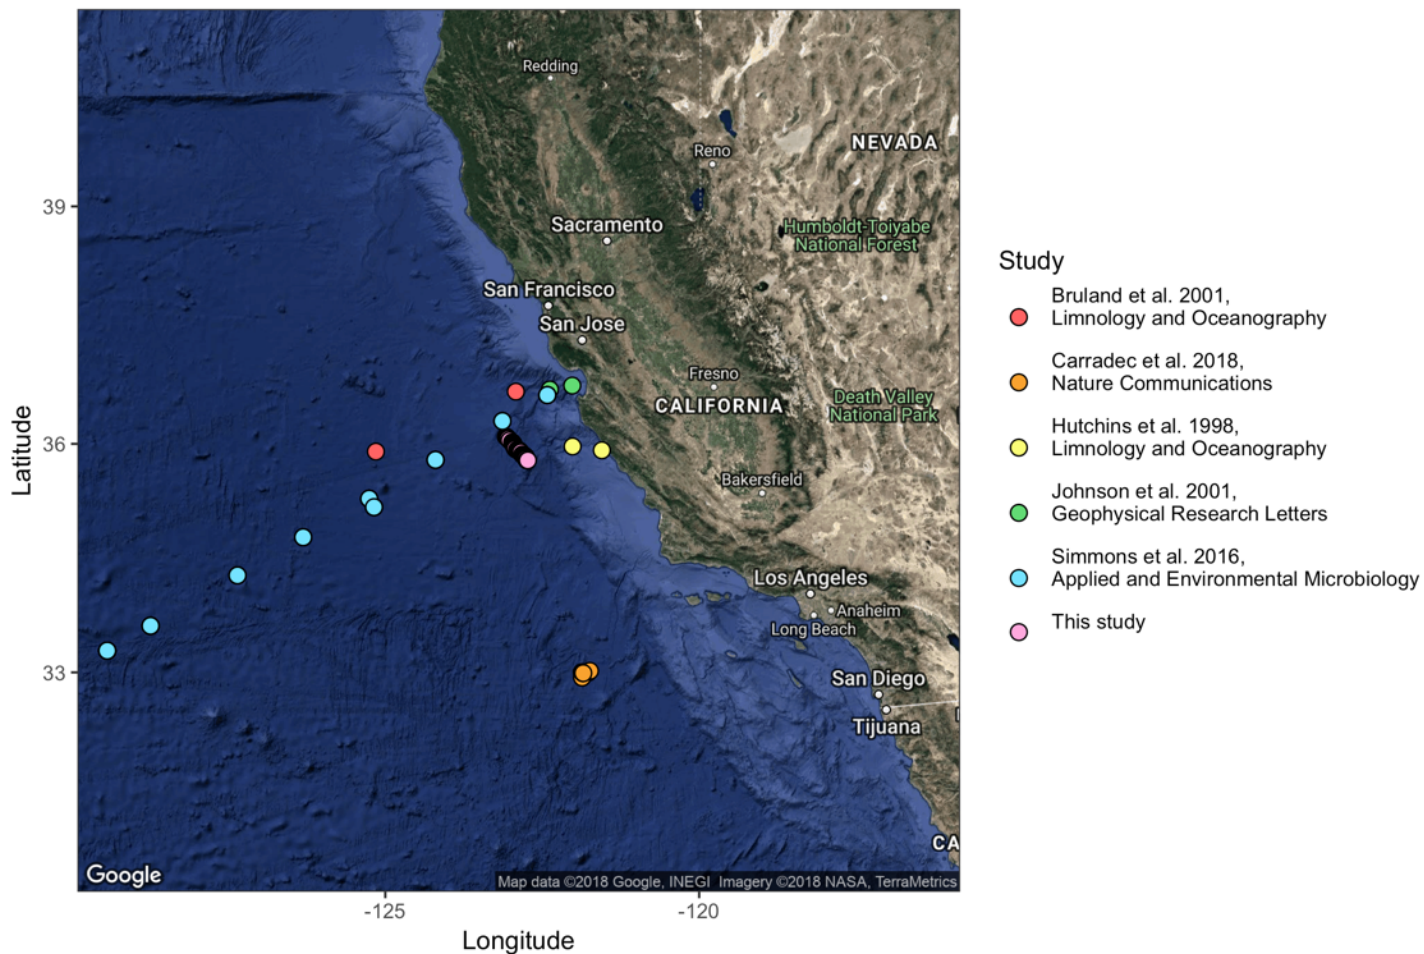 Redding
Reno
NEVADA
39
Sacramento
Humboldt-Toiyabe
National Forest
San Francisco
San Jose
Fresno
CALIFORNIA
Death Valley
National Park
36
Bakersfield
Los Angeles
Anaheim
Long Beach
33
San Diego
Tijuana
CA
Google
Map data ©2018 Google, INEGI Imagery ©2018 NASA, TerraMetrics
-125
-120
Longitude
Latitude
Study
Bruland et al. 2001,
Limnology and Oceanography
Carradec et al. 2018,
Nature Communications
Hutchins et al. 1998,
Limnology and Oceanography
Johnson et al. 2001,
Geophysical Research Letters
Simmons et al. 2016,
Applied and Environmental Microbiology
This study